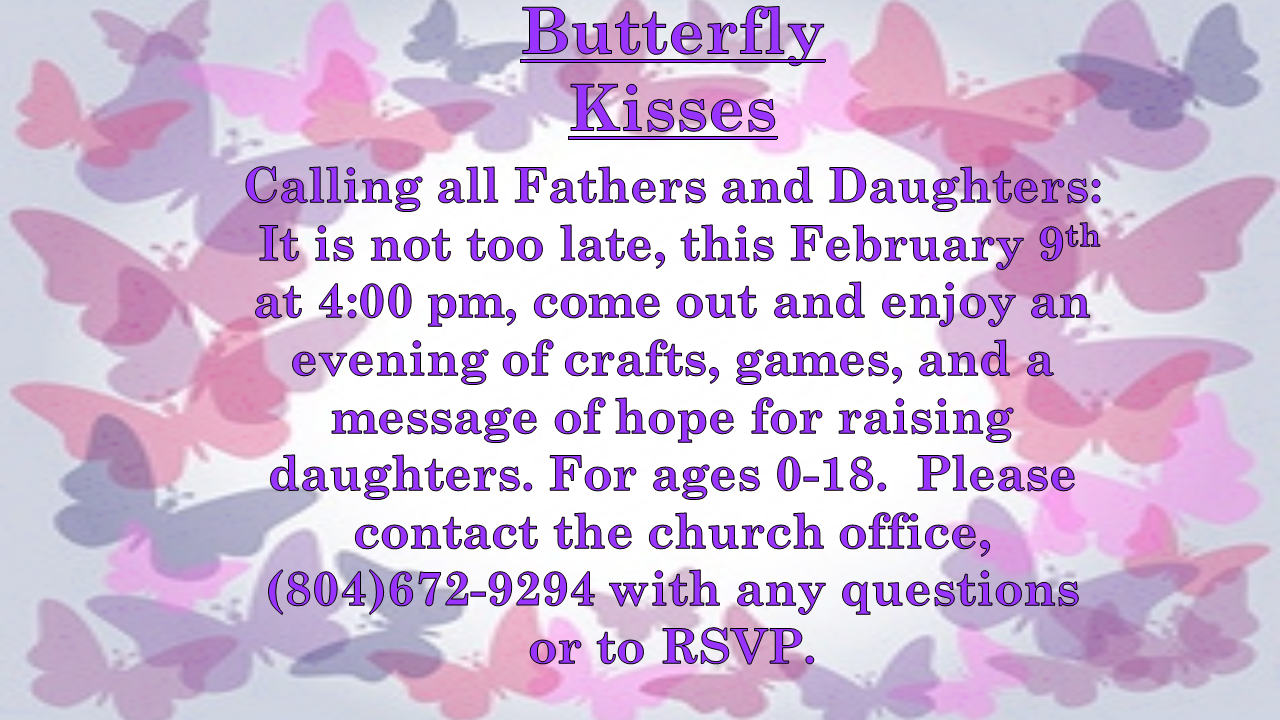 Butterfly
Kisses
Calling all Fathers and Daughters:
It is not too late, this February 9th
at 4:00 pm, come out and enjoy an
evening of crafts, games, and a
message of hope for raising
daughters. For ages 0-18.  Please
contact the church office,
(804)672-9294 with any questions
or to RSVP.